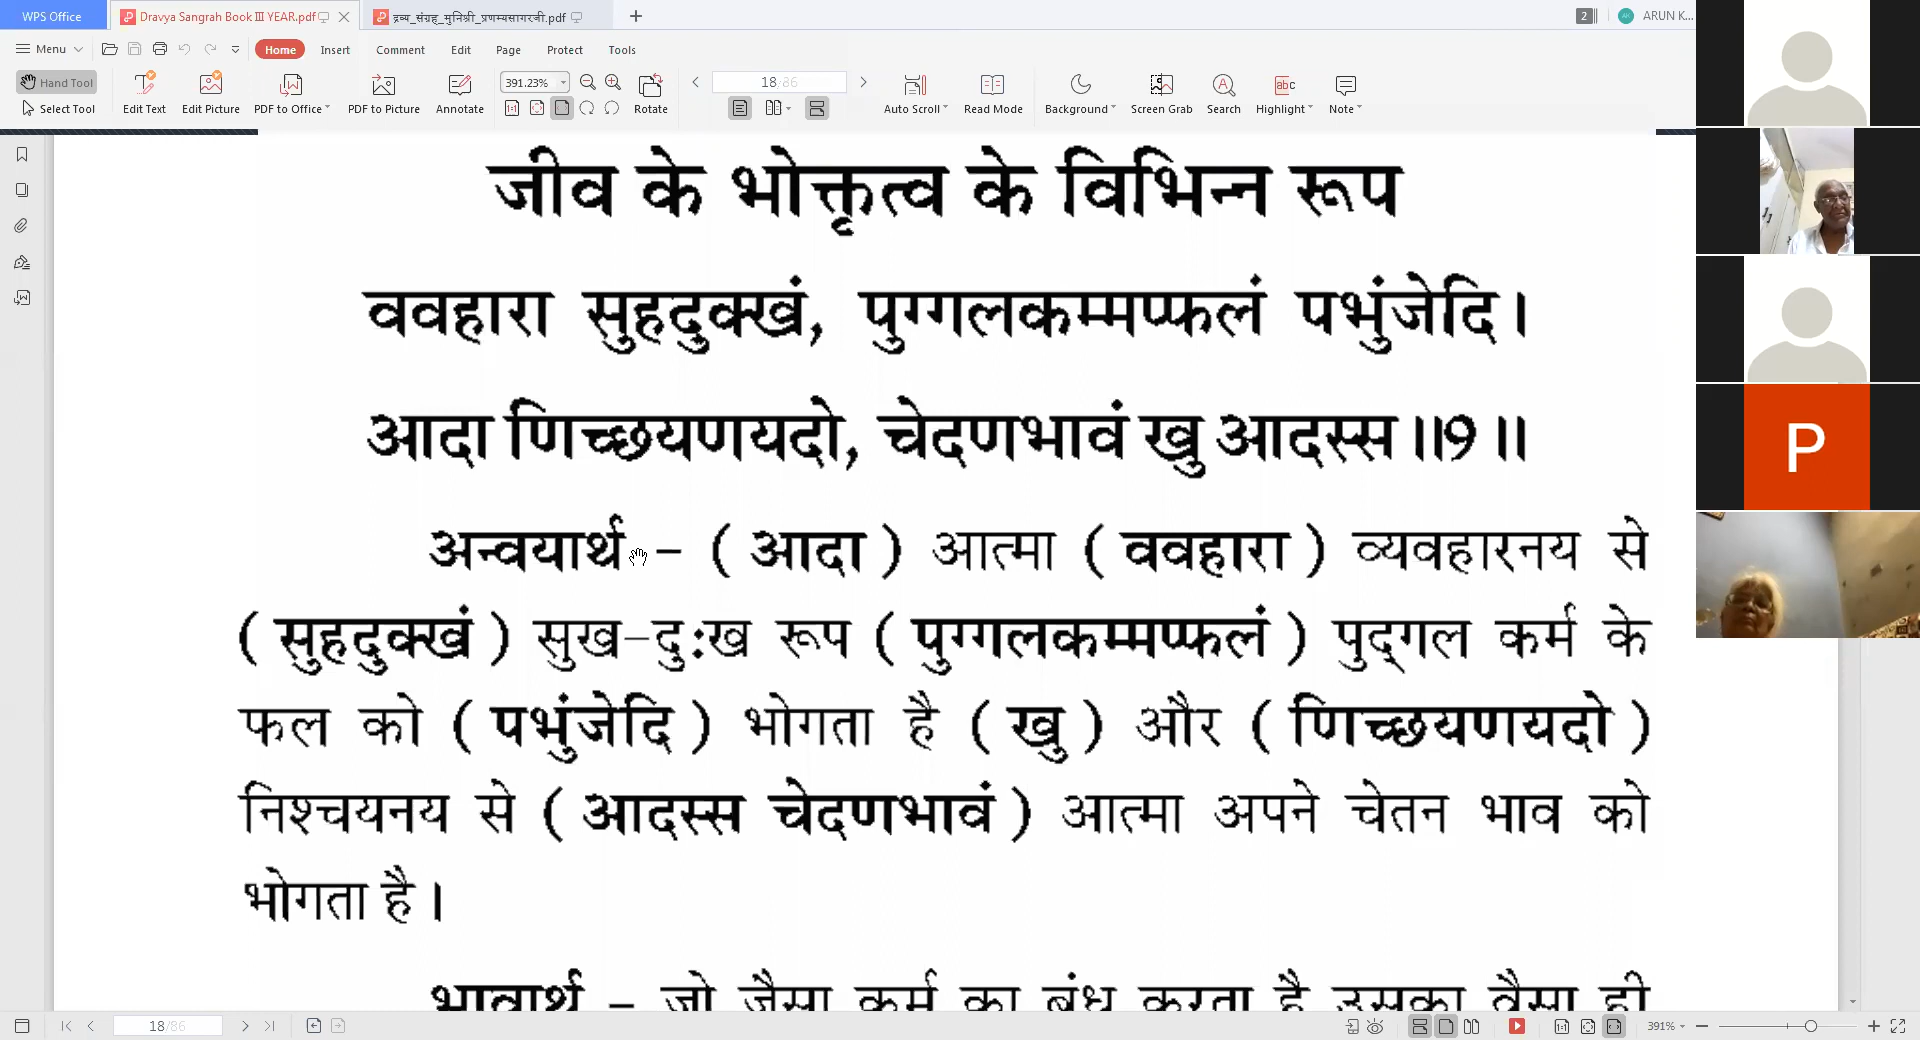 WPS Office
Dravya Sangrah Book III YEAR.pdf
द्रव्य_संग्रह_मुनिश्री_प्रणम्यसागरजी.pdf
2
ARUN K...
Menu
Home
Insert
Comment
Edit
Page
Protect
Tools
Hand Tool
Select Tool
Edit Text
Edit Picture
PDF to Office
PDF to Picture
Annotate
391.23%
Rotate
18/86
Auto Scroll
Read Mode
Background
Screen Grab
Search
Highlight
Note
जीव के भोक्तृत्व के विभिन्न रूप
ववहारा सुहदुक्खं, पुग्गलकम्मप्फलं पभुंजेदि।
आदा णिच्छयणयदो, चेदणभावं खु आदस्स॥9॥
अन्वयार्थ – (आदा) आत्मा (ववहारा) व्यवहारनय से
(सुहदुक्खं) सुख-दुःख रूप (पुग्गलकम्मप्फलं) पुद्गल कर्म के
फल को (पभुंजेदि) भोगता है (खु) और (णिच्छयणयदो)
निश्चयनय से (आदस्स चेदणभावं) आत्मा अपने चेतन भाव को
भोगता है।
भावार्थ – जो जैसा कर्म का बंध करता है उसका वैसा ही
P
18/86
391%